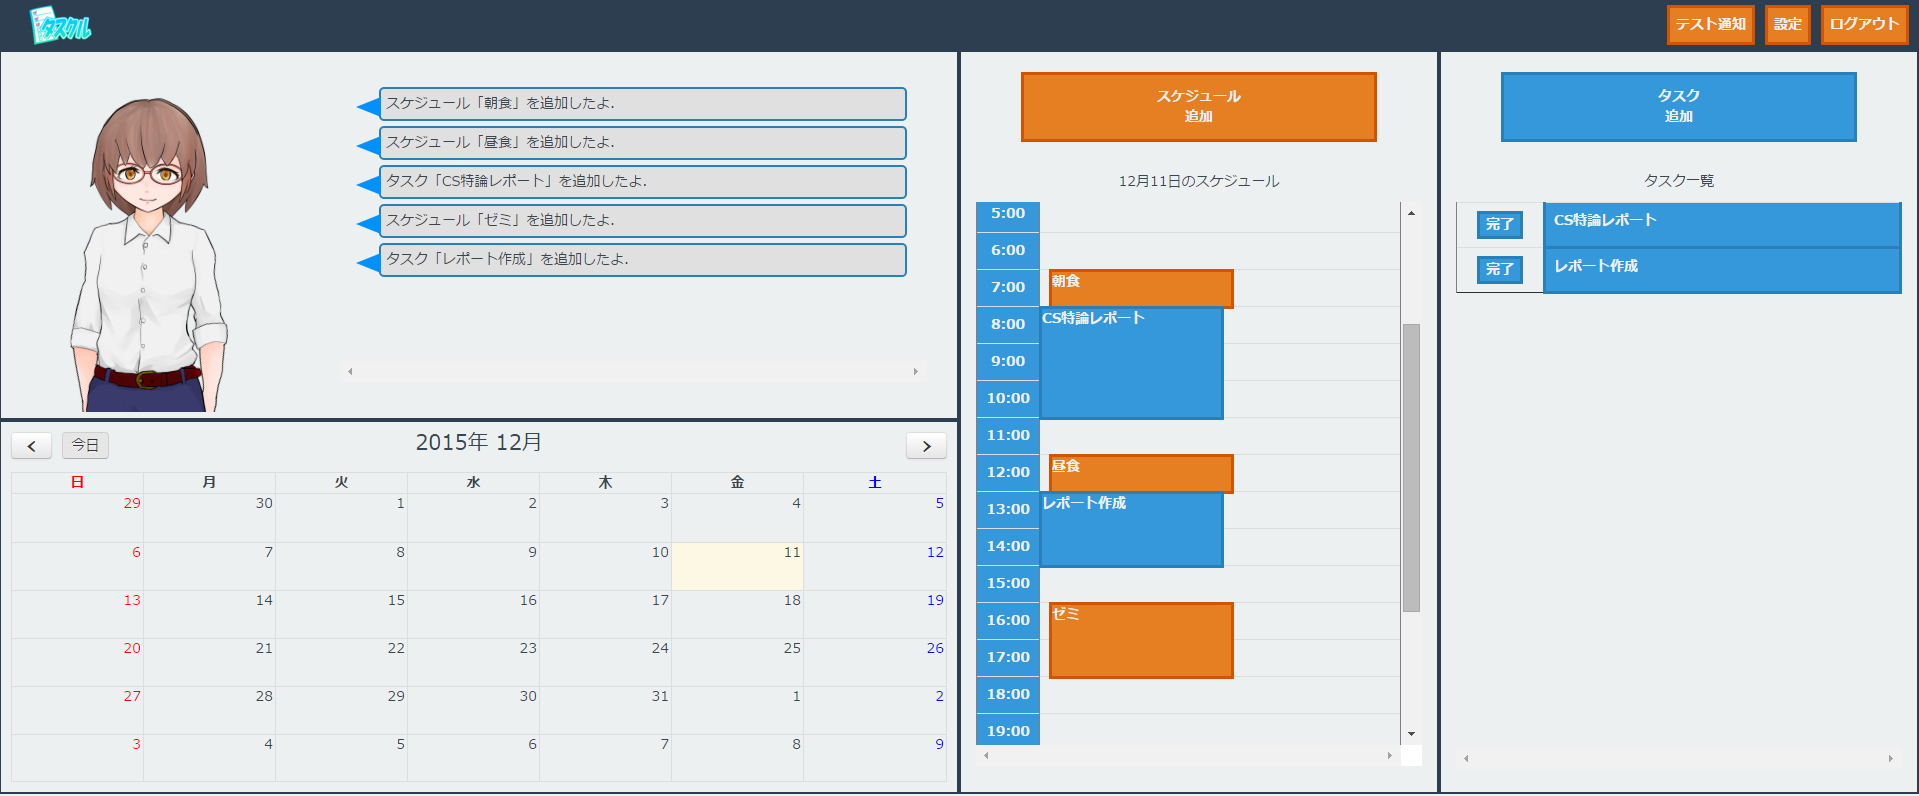 タスクル
テスト通知
設定
ログアウト
スケジュール「朝食」を追加したよ.
スケジュール「昼食」を追加したよ.
タスク「CS特論レポート」を追加したよ.
スケジュール「ゼミ」を追加したよ.
タスク「レポート作成」を追加したよ.
今日
2015年 12月
日 月 火 水 木 金 土
29 30 1 2 3 4 5
6 7 8 9 10 11 12
13 14 15 16 17 18 19
20 21 22 23 24 25 26
27 28 29 30 31 1 2
3 4 5 6 7 8 9
スケジュール
追加
12月11日のスケジュール
5:00
6:00
7:00 朝食
8:00 CS特論レポート
9:00
10:00
11:00
12:00 昼食
13:00 レポート作成
14:00
15:00
16:00 ゼミ
17:00
18:00
19:00
タスク
追加
タスク一覧
完了 CS特論レポート
完了 レポート作成